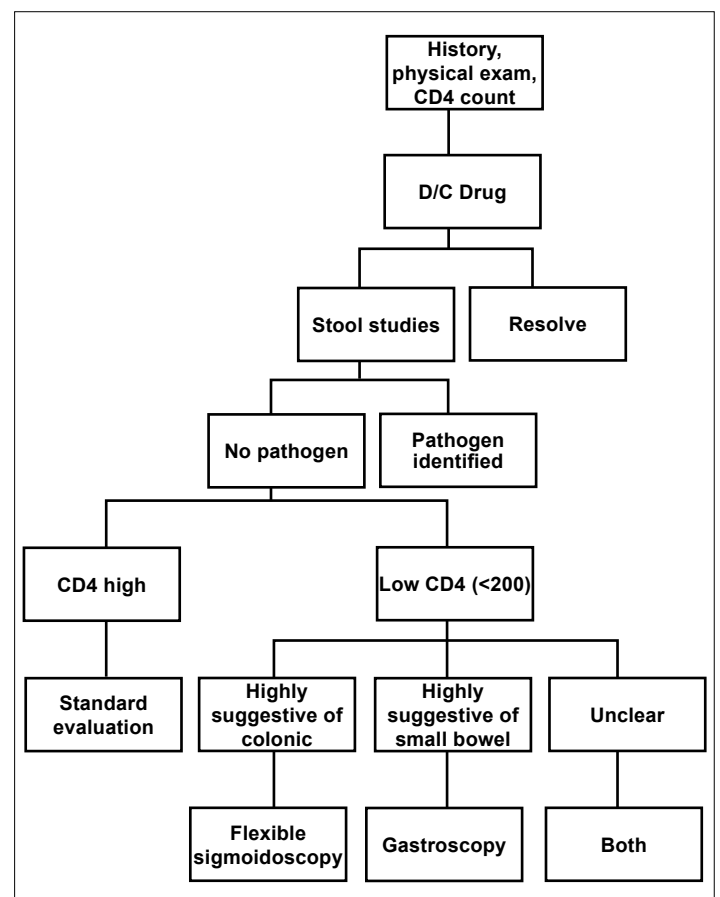 History,
physical exam,
CD4 count
D/C Drug
Stool studies
Resolve
No pathogen
Pathogen
identified
CD4 high
Low CD4 (<200)
Standard
evaluation
Highly
suggestive of
colonic
Highly
suggestive of
small bowel
Unclear
Flexible
sigmoidoscopy
Gastroscopy
Both